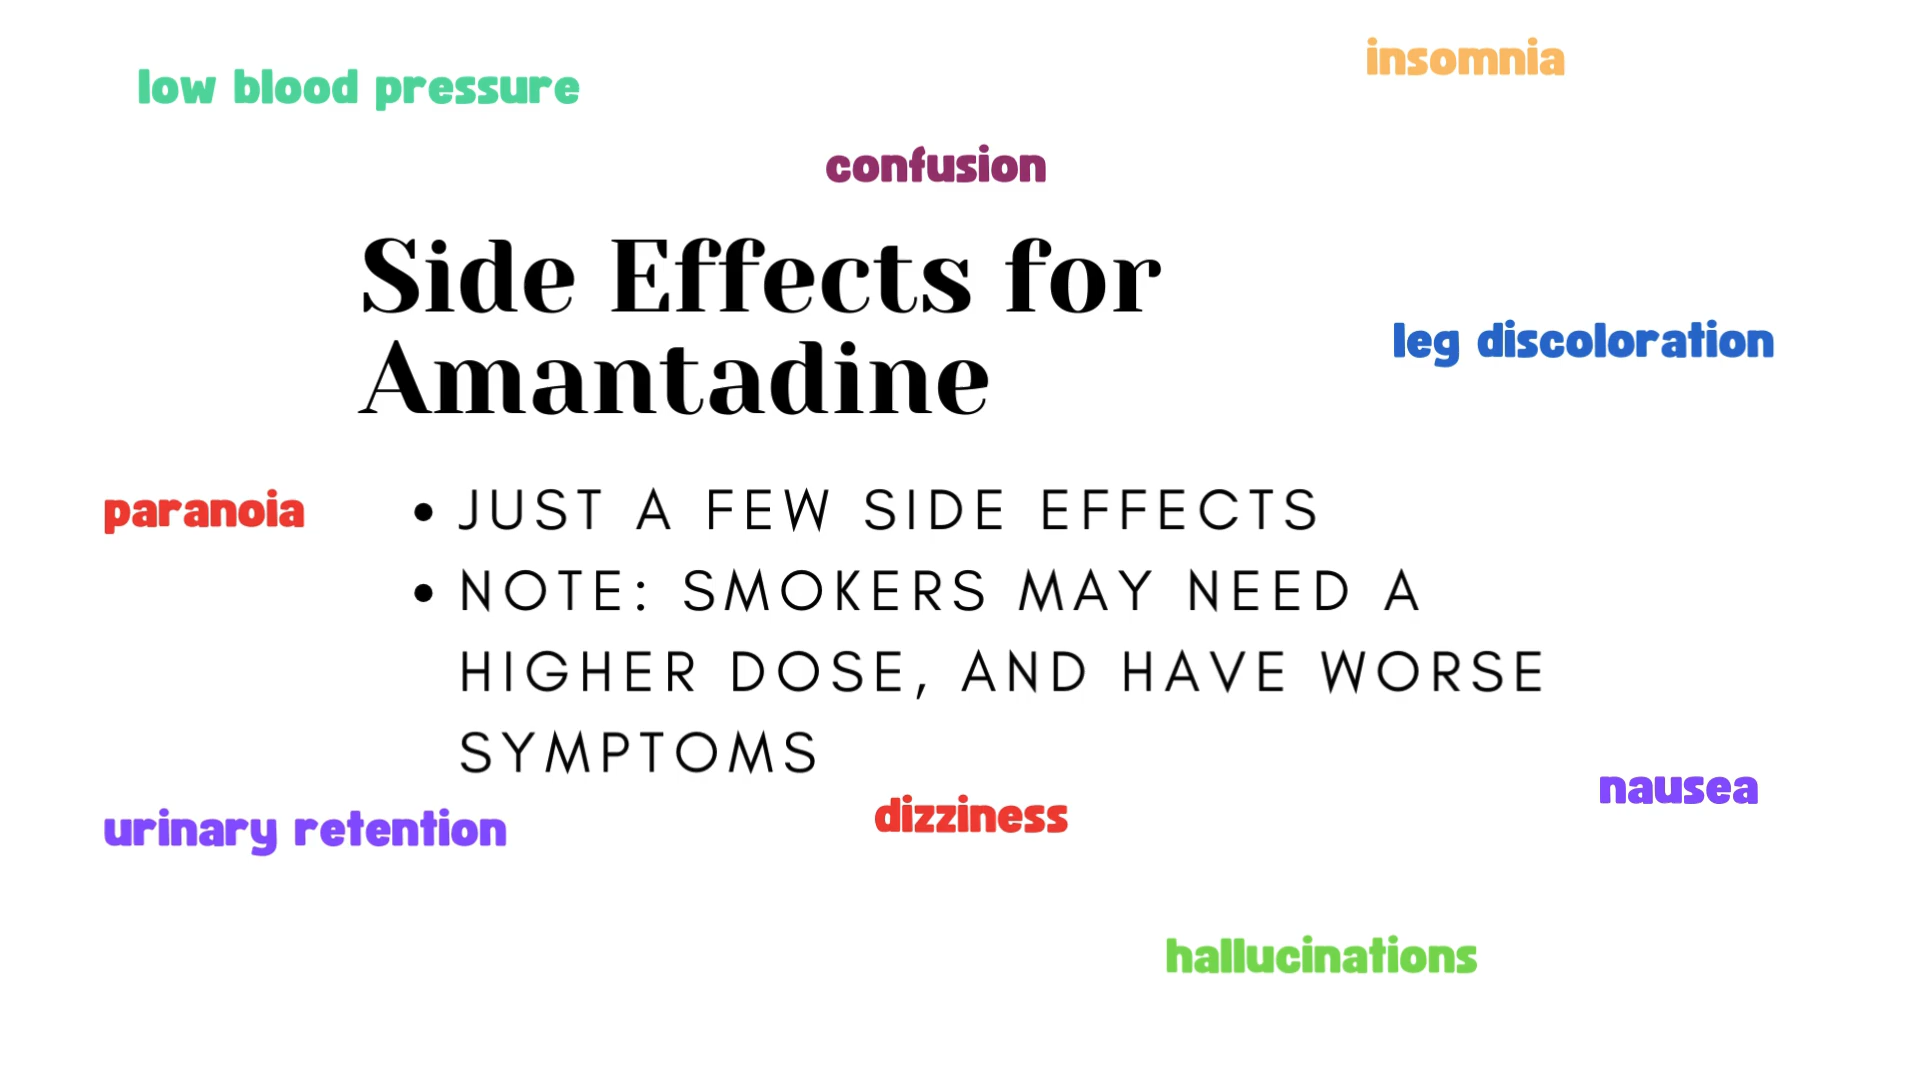 low blood pressure
insomnia
confusion
Side Effects for
Amantadine
leg discoloration
paranoia
• JUST A FEW SIDE EFFECTS
• NOTE: SMOKERS MAY NEED A
HIGHER DOSE, AND HAVE WORSE
SYMPTOMS
nausea
dizziness
urinary retention
hallucinations